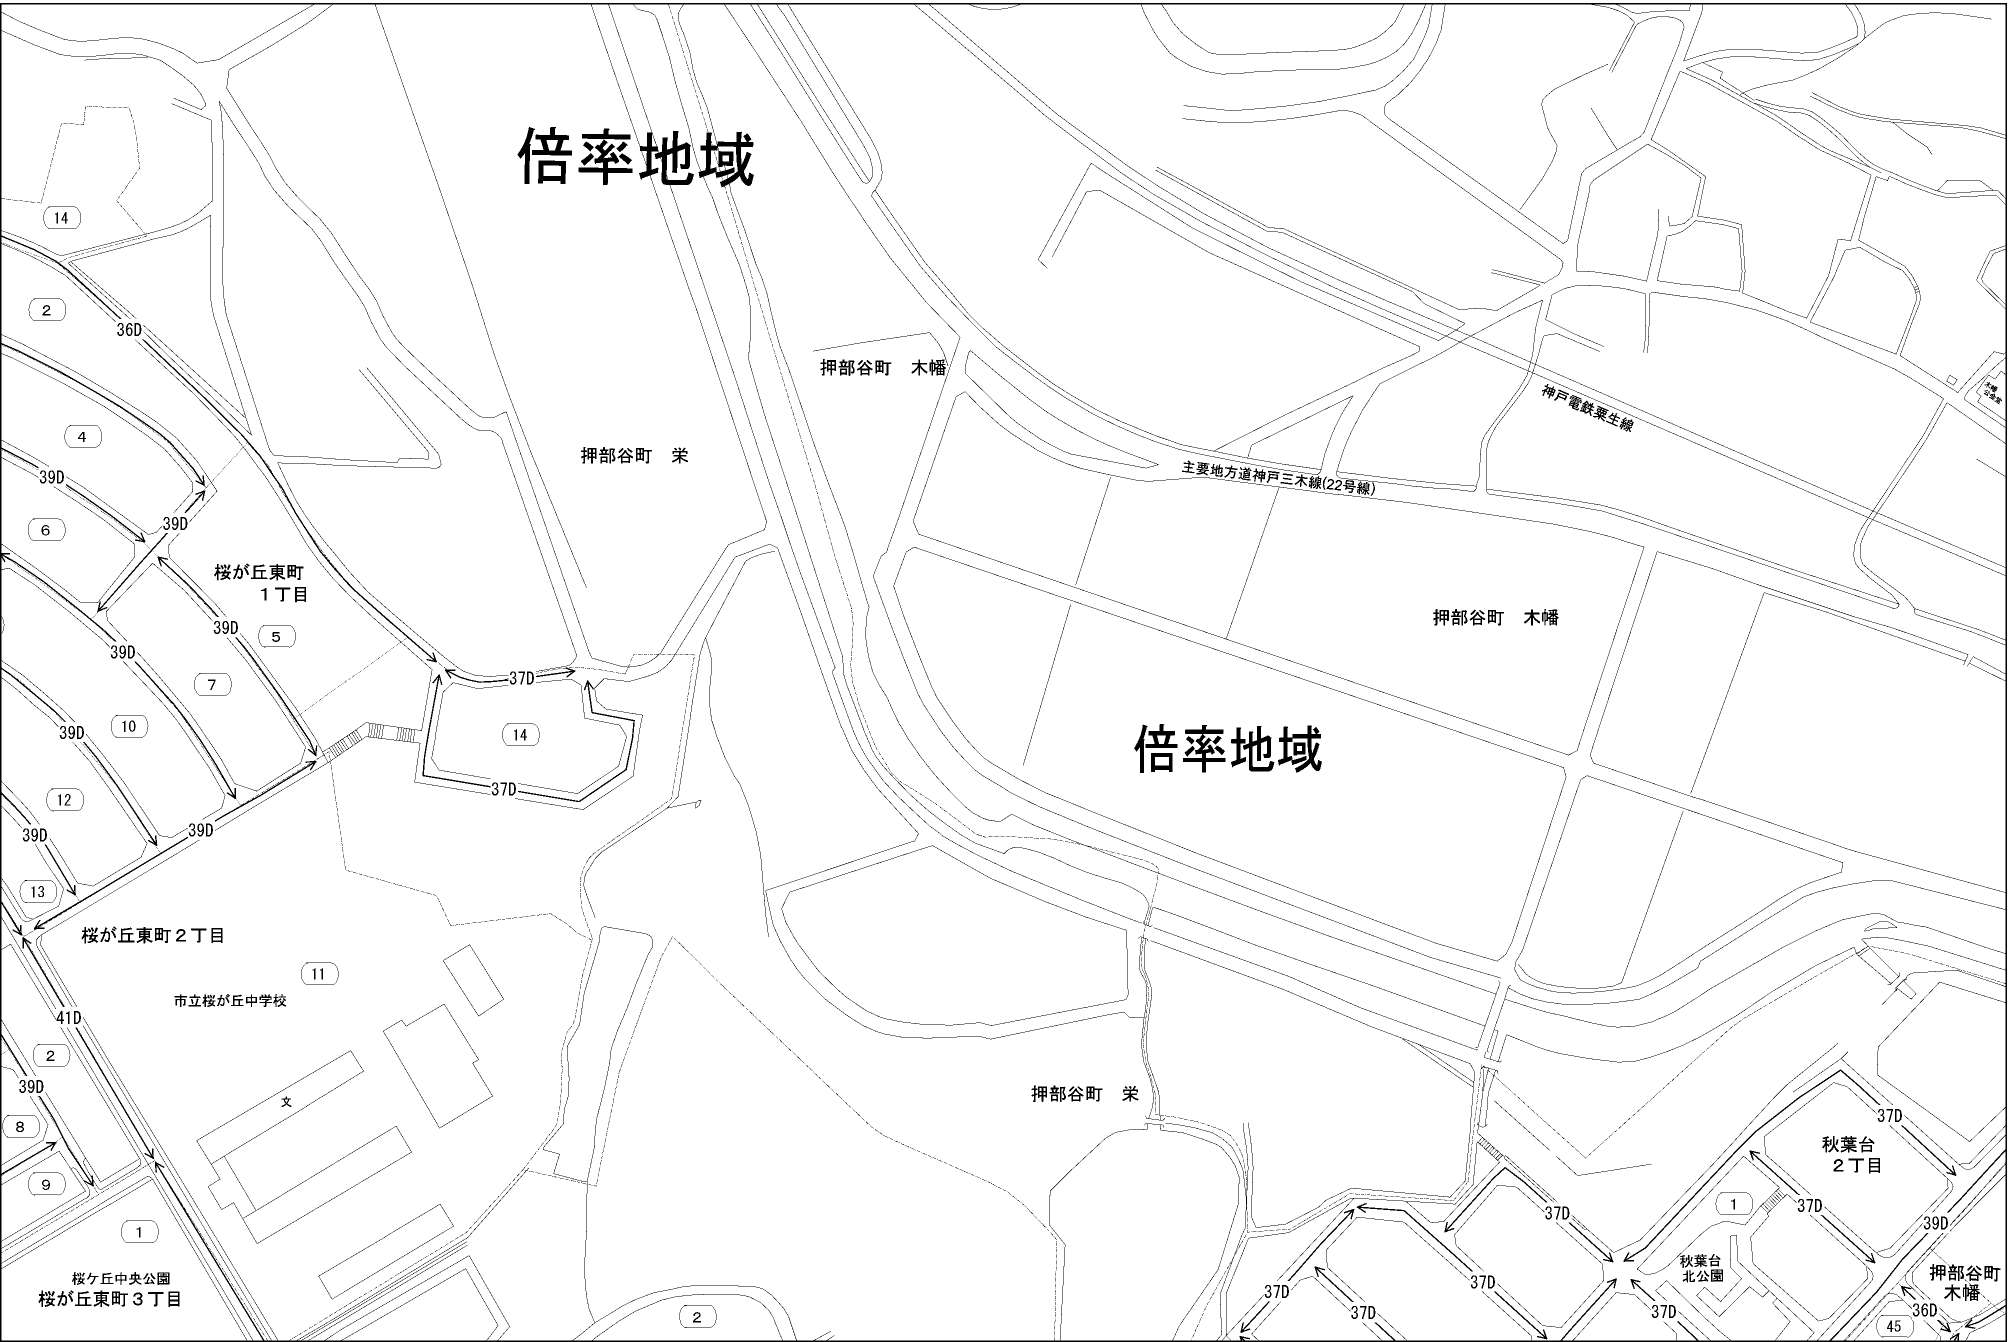 倍率地域
14
2
36D
押部谷町 木幡
木幡
公会堂
神戸電鉄粟生線
4
押部谷町 栄
39D
主要地方道神戸三木線(22号線)
6
39D
桜が丘東町
1丁目
押部谷町 木幡
39D
5
39D
7
37D
10
39D
14
倍率地域
37D
12
39D
39D
13
桜が丘東町2丁目
11
市立桜が丘中学校
41D
2
39D
文
押部谷町 栄
8
37D
秋葉台
2丁目
9
1
1
37D
37D
39D
秋葉台
北公園
桜ケ丘中央公園
桜が丘東町3丁目
押部谷町
木幡
37D
37D
37D
37D
36D
2
45